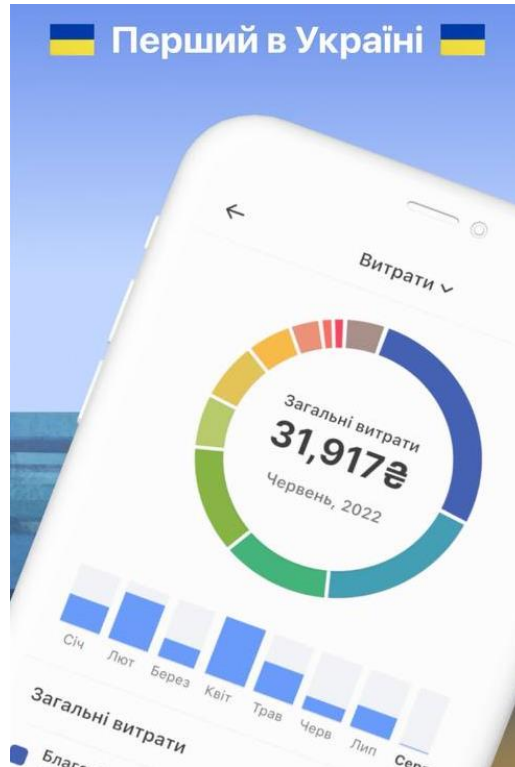 Перший в Україні
Витрати
Загальні витрати
31,917₴
Червень, 2022
Січ
Лют
Берез
Квіт
Трав
Черв
Лип
Загальні витрати